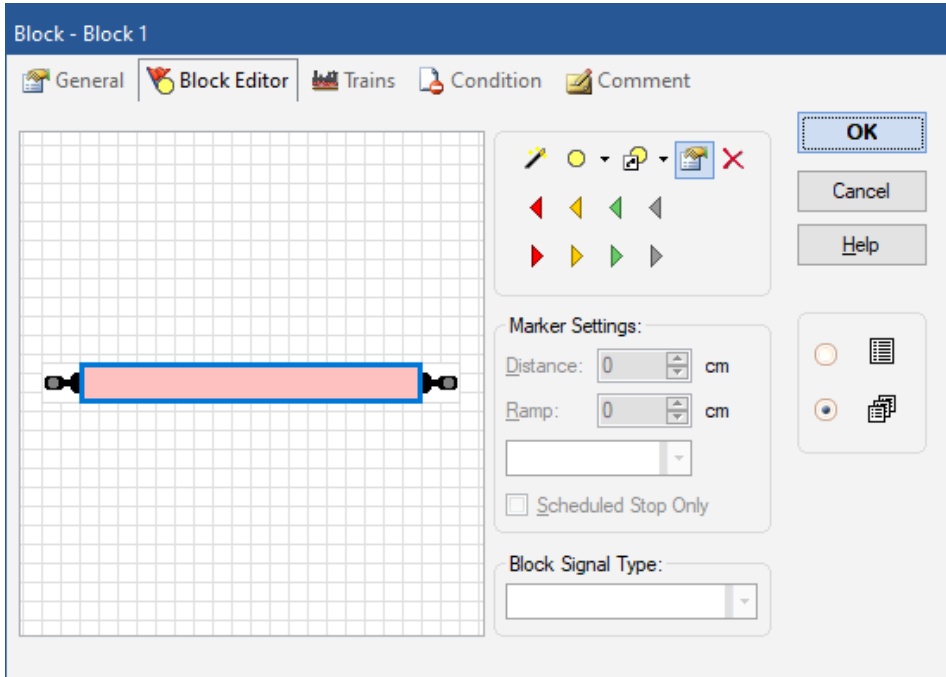 Block - Block 1
General Block Editor Trains Condition Comment
OK
Cancel
Help
Marker Settings:
Distance: 0 cm
Ramp: 0 cm
Scheduled Stop Only
Block Signal Type: